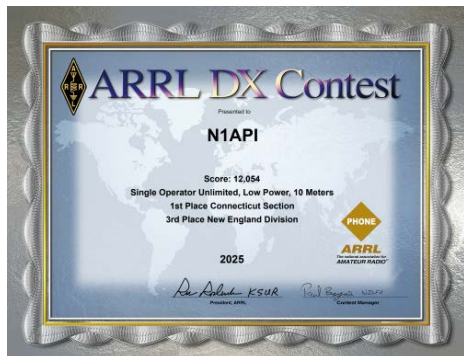 ARRL DX Contest
Presented to
N1API
Score: 12,054
Single Operator Unlimited, Low Power, 10 Meters
1st Place Connecticut Section
3rd Place New England Division
PHONE
ARRL
The national association for
AMATEUR RADIO
2025
K5UR
President, ARRL
Contest Manager